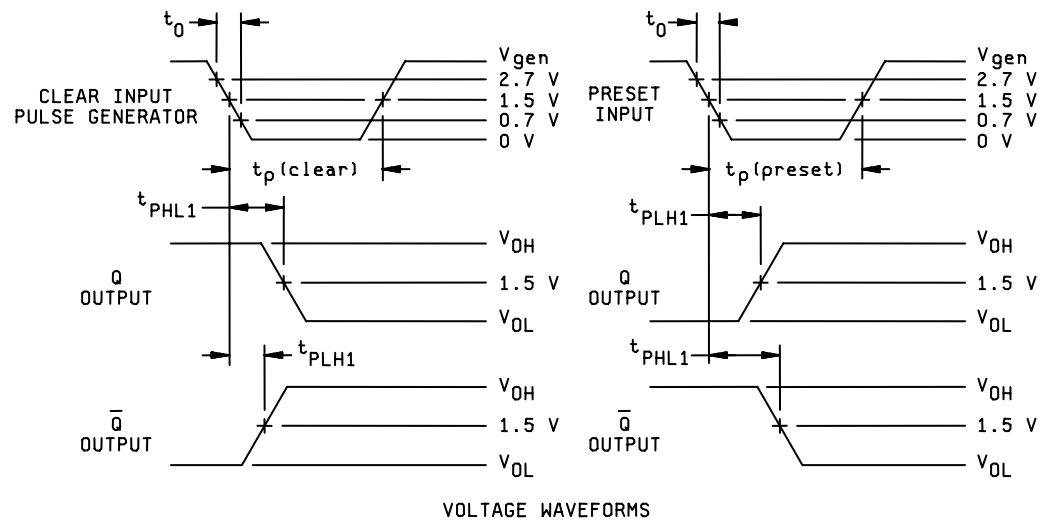 t0
Vgen
2.7 V
1.5 V
0.7 V
0 V
CLEAR INPUT
PULSE GENERATOR
tp(clear)
tPHL1
VOH
1.5 V
VOL
Q
OUTPUT
tPLH1
VOH
1.5 V
VOL
Q̅
OUTPUT
t0
Vgen
2.7 V
1.5 V
0.7 V
0 V
PRESET
INPUT
tp(preset)
tPLH1
VOH
1.5 V
VOL
Q
OUTPUT
tPHL1
VOH
1.5 V
VOL
Q̅
OUTPUT
VOLTAGE WAVEFORMS